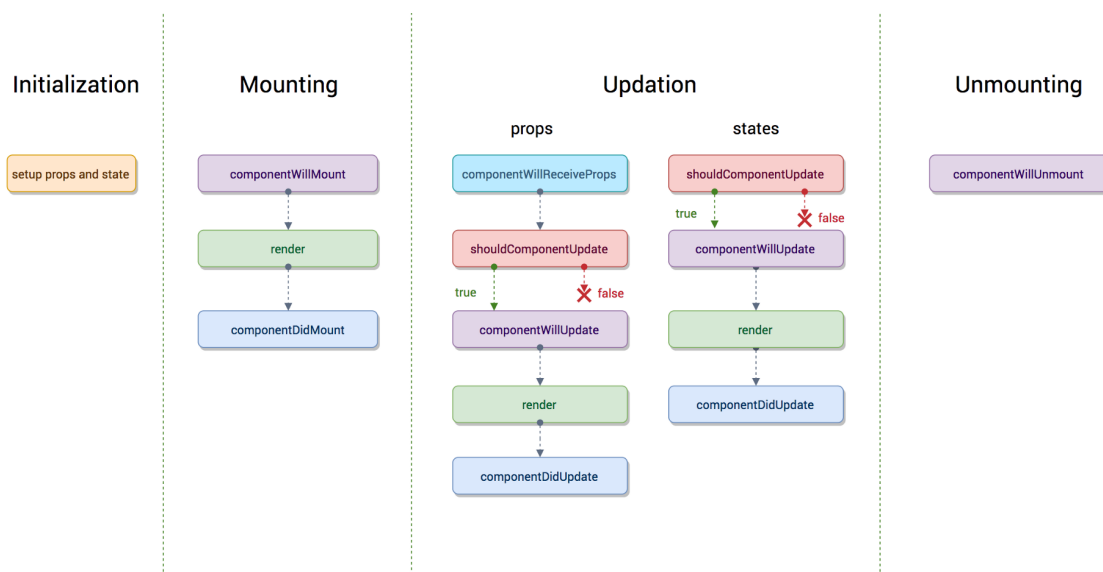 Initialization
setup props and state
Mounting
componentWillMount
render
componentDidMount
Updation
props
componentWillReceiveProps
shouldComponentUpdate
true
false
componentWillUpdate
render
componentDidUpdate
states
shouldComponentUpdate
true
false
componentWillUpdate
render
componentDidUpdate
Unmounting
componentWillUnmount